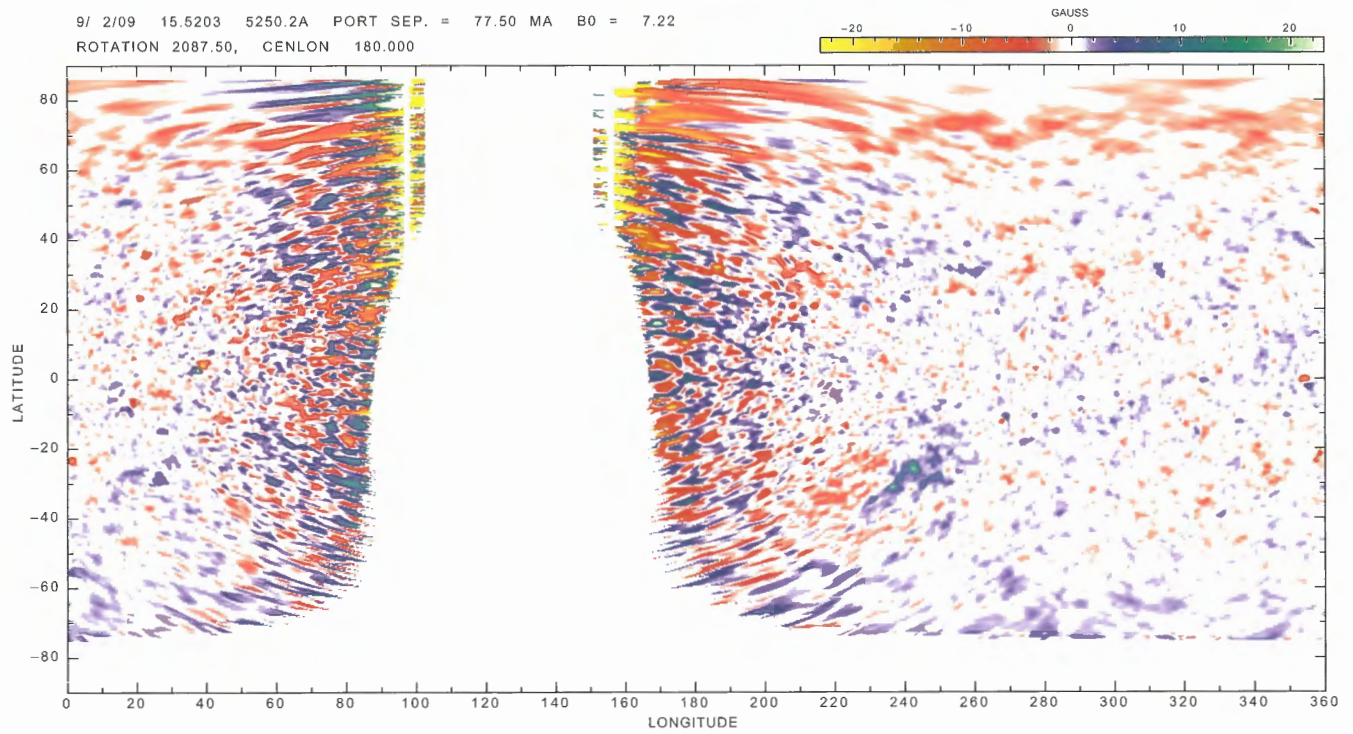 9/ 2/09 15.5203 5250.2A PORT SEP. = 77.50 MA B0 = 7.22
ROTATION 2087.50, CENLON 180.000
GAUSS
−20 −10 0 10 20
80
60
40
20
0
−20
−40
−60
−80
LATITUDE
0 20 40 60 80 100 120 140 160 180 200 220 240 260 280 300 320 340 360
LONGITUDE